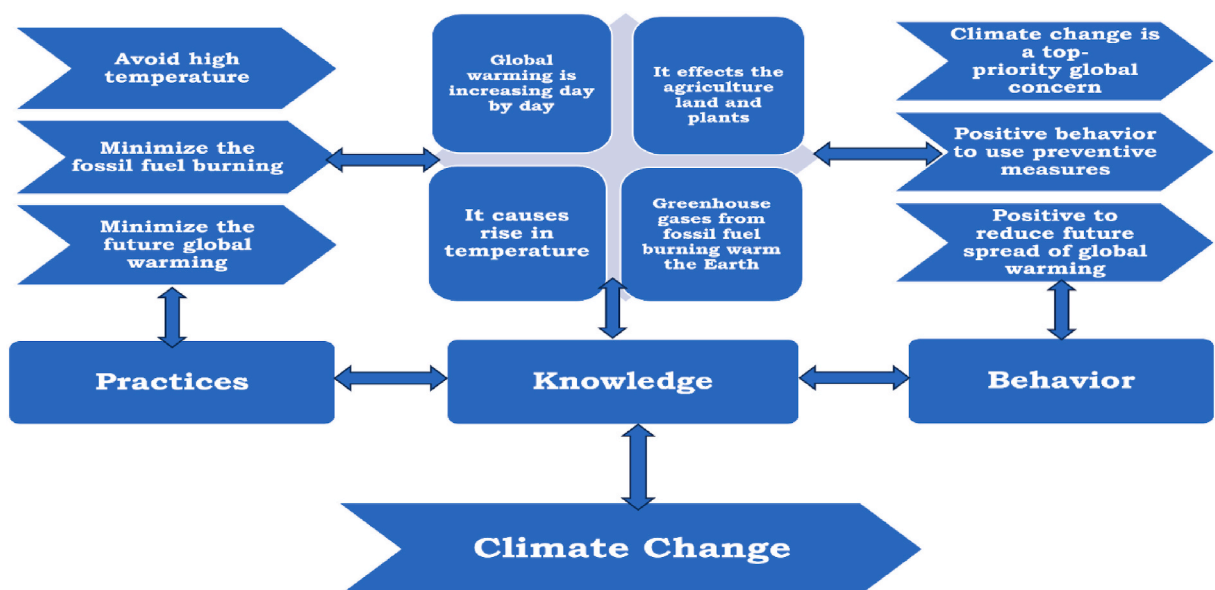 Avoid high
temperature
Minimize the
fossil fuel burning
Minimize the
future global
warming
Global
warming is
increasing day
by day
It effects the
agriculture
land and
plants
It causes
rise in
temperature
Greenhouse
gases from
fossil fuel
burning warm
the Earth
Climate change is
a top-
priority global
concern
Positive behavior
to use preventive
measures
Positive to
reduce future
spread of global
warming
Practices
Knowledge
Behavior
Climate Change